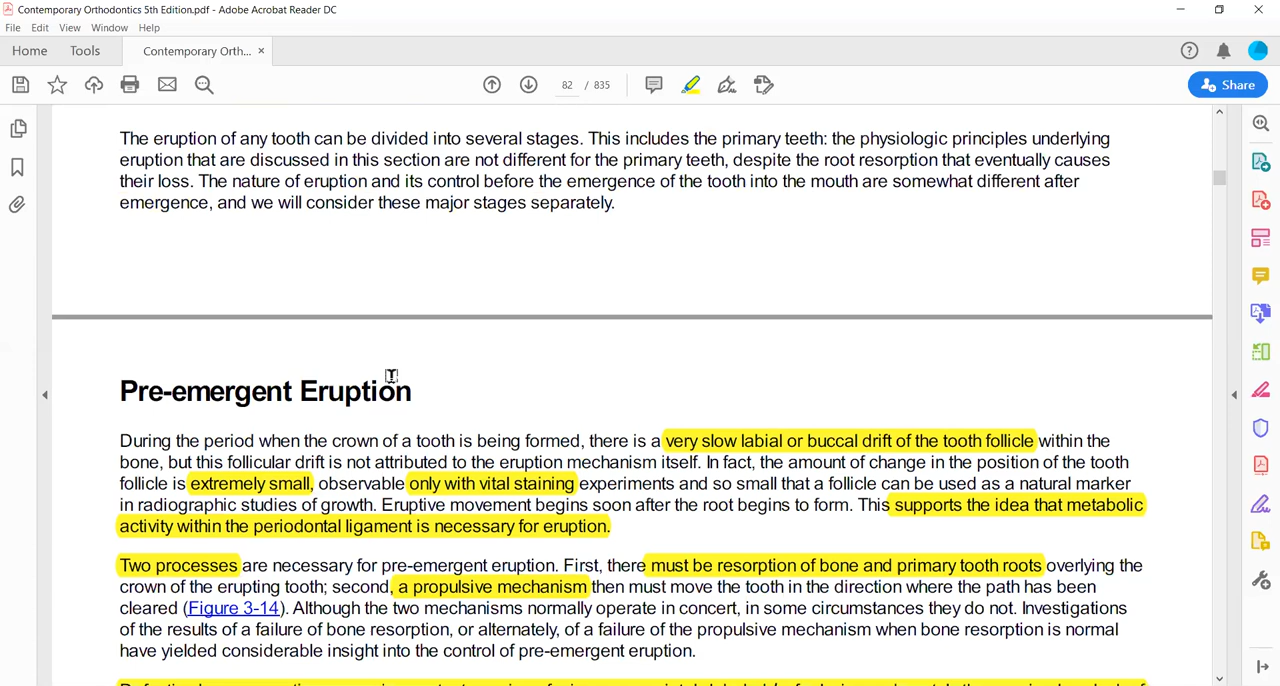 Contemporary Orthodontics 5th Edition.pdf - Adobe Acrobat Reader DC
File Edit View Window Help
Home Tools Contemporary Orth... ×
82 / 835 Share
The eruption of any tooth can be divided into several stages. This includes the primary teeth: the physiologic principles underlying
eruption that are discussed in this section are not different for the primary teeth, despite the root resorption that eventually causes
their loss. The nature of eruption and its control before the emergence of the tooth into the mouth are somewhat different after
emergence, and we will consider these major stages separately.
Pre-emergent Eruption
During the period when the crown of a tooth is being formed, there is a very slow labial or buccal drift of the tooth follicle within the
bone, but this follicular drift is not attributed to the eruption mechanism itself. In fact, the amount of change in the position of the tooth
follicle is extremely small, observable only with vital staining experiments and so small that a follicle can be used as a natural marker
in radiographic studies of growth. Eruptive movement begins soon after the root begins to form. This supports the idea that metabolic
activity within the periodontal ligament is necessary for eruption.
Two processes are necessary for pre-emergent eruption. First, there must be resorption of bone and primary tooth roots overlying the
crown of the erupting tooth; second, a propulsive mechanism then must move the tooth in the direction where the path has been
cleared (Figure 3-14). Although the two mechanisms normally operate in concert, in some circumstances they do not. Investigations
of the results of a failure of bone resorption, or alternately, of a failure of the propulsive mechanism when bone resorption is normal
have yielded considerable insight into the control of pre-emergent eruption.